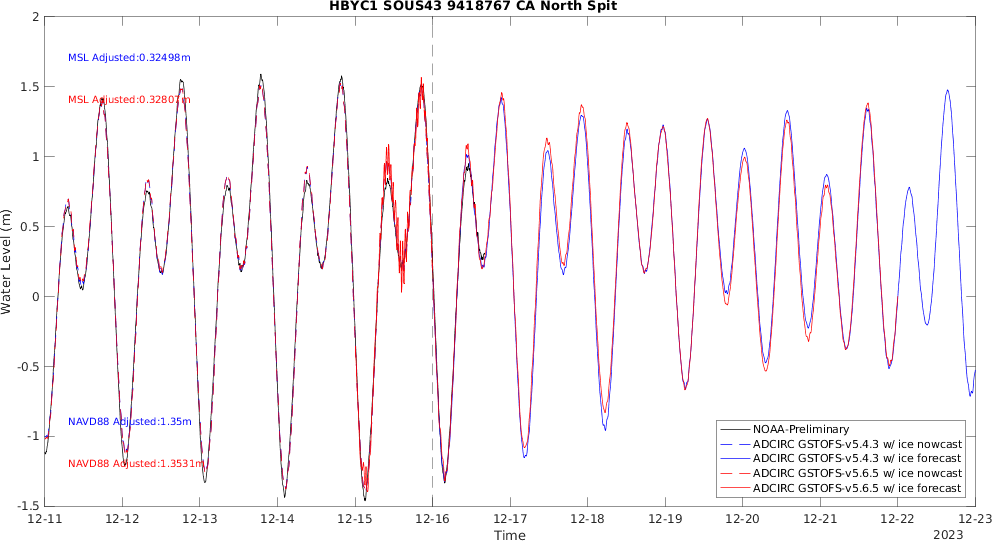 HBYC1 SOUS43 9418767 CA North Spit
2
1.5
1
0.5
0
-0.5
-1
-1.5
Water Level (m)
MSL Adjusted:0.32498m
MSL Adjusted:0.32807m
NAVD88 Adjusted:1.35m
NAVD88 Adjusted:1.3531m
NOAA-Preliminary
ADCIRC GSTOFS-v5.4.3 w/ ice nowcast
ADCIRC GSTOFS-v5.4.3 w/ ice forecast
ADCIRC GSTOFS-v5.6.5 w/ ice nowcast
ADCIRC GSTOFS-v5.6.5 w/ ice forecast
12-11 12-12 12-13 12-14 12-15 12-16 12-17 12-18 12-19 12-20 12-21 12-22 12-23
Time
2023